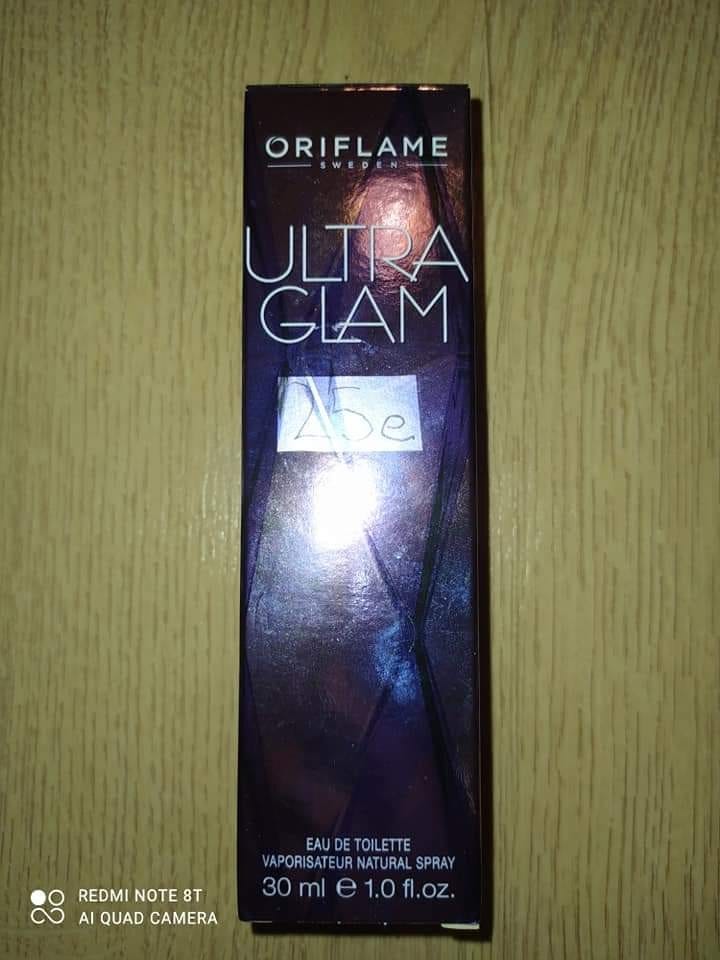 ORIFLAME
SWEDEN
ULTRA
GLAM
25e
EAU DE TOILETTE
VAPORISATEUR NATURAL SPRAY
30 ml ℮ 1.0 fl.oz.
REDMI NOTE 8T
AI QUAD CAMERA